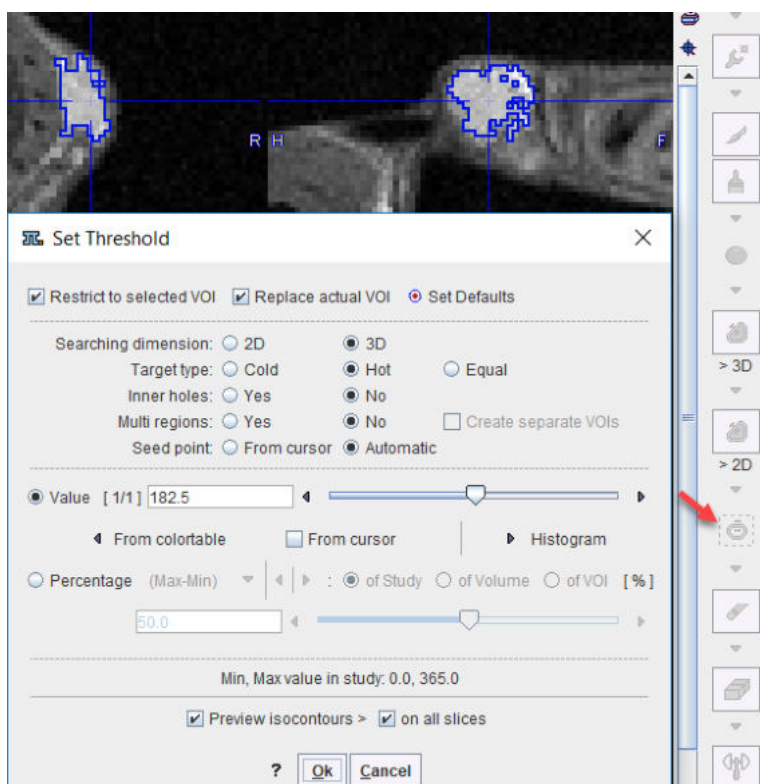 R H F
Set Threshold
Restrict to selected VOI Replace actual VOI Set Defaults
Searching dimension: 2D 3D
Target type: Cold Hot Equal
Inner holes: Yes No
Multi regions: Yes No Create separate VOIs
Seed point: From cursor Automatic
Value [ 1/1 ] 182.5
From colortable From cursor Histogram
Percentage (Max-Min) : of Study of Volume of VOI [ % ]
50.0
Min, Max value in study: 0.0, 365.0
Preview isocontours > on all slices
? Ok Cancel
> 3D
> 2D